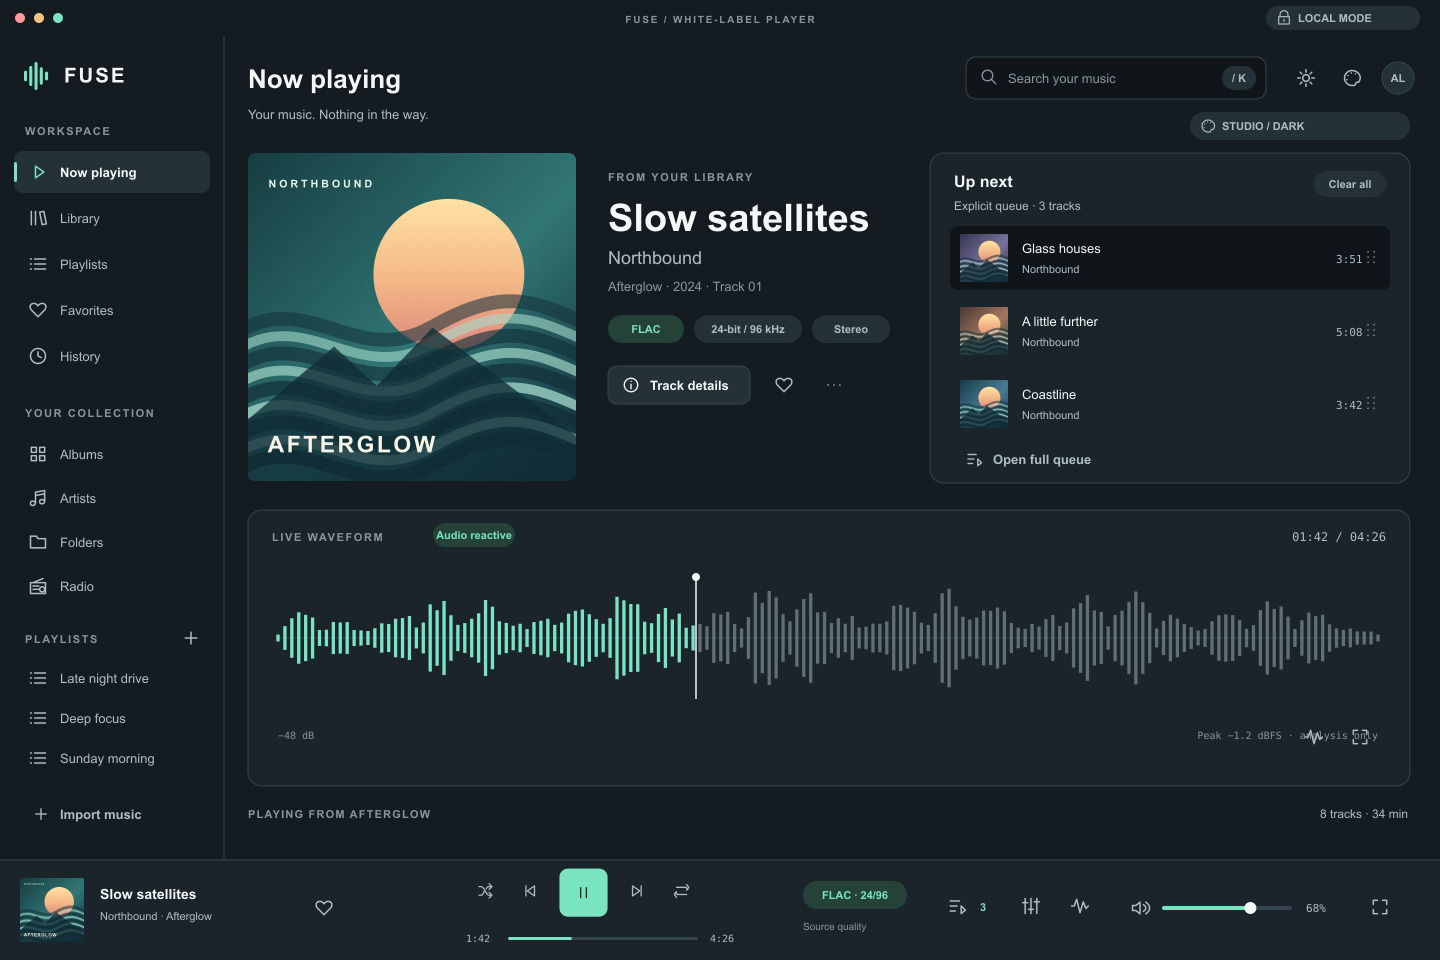 FUSE / WHITE-LABEL PLAYER
LOCAL MODE
FUSE
WORKSPACE
Now playing
Library
Playlists
Favorites
History
YOUR COLLECTION
Albums
Artists
Folders
Radio
PLAYLISTS
Late night drive
Deep focus
Sunday morning
Import music
Now playing
Your music. Nothing in the way.
Search your music
/ K
AL
STUDIO / DARK
NORTHBOUND
AFTERGLOW
FROM YOUR LIBRARY
Slow satellites
Northbound
Afterglow · 2024 · Track 01
FLAC
24-bit / 96 kHz
Stereo
Track details
Up next
Clear all
Explicit queue · 3 tracks
Glass houses
Northbound
3:51
A little further
Northbound
5:08
Coastline
Northbound
3:42
Open full queue
LIVE WAVEFORM
Audio reactive
01:42 / 04:26
−48 dB
Peak −1.2 dBFS · analysis only
PLAYING FROM AFTERGLOW
8 tracks · 34 min
NORTHBOUND
AFTERGLOW
Slow satellites
Northbound · Afterglow
1:42
4:26
FLAC · 24/96
Source quality
3
68%